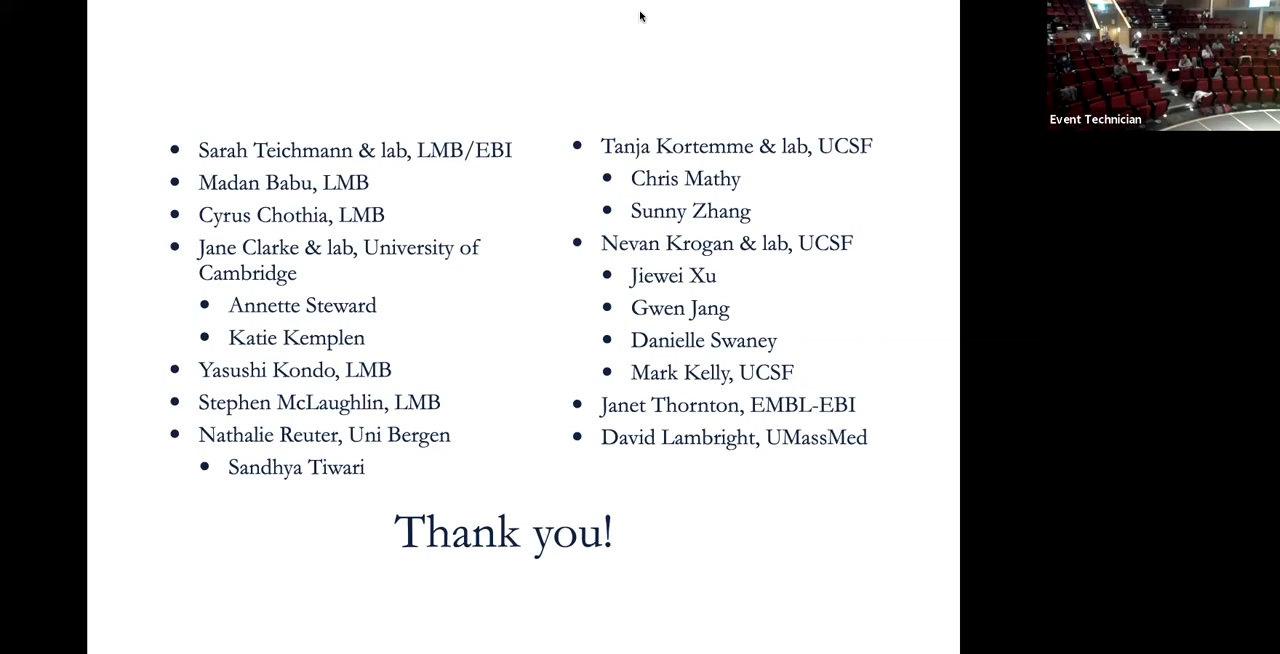 Sarah Teichmann & lab, LMB/EBI
Madan Babu, LMB
Cyrus Chothia, LMB
Jane Clarke & lab, University of
Cambridge
Annette Steward
Katie Kemplen
Yasushi Kondo, LMB
Stephen McLaughlin, LMB
Nathalie Reuter, Uni Bergen
Sandhya Tiwari
Tanja Kortemme & lab, UCSF
Chris Mathy
Sunny Zhang
Nevan Krogan & lab, UCSF
Jiewei Xu
Gwen Jang
Danielle Swaney
Mark Kelly, UCSF
Janet Thornton, EMBL-EBI
David Lambright, UMassMed
Thank you!
Event Technician